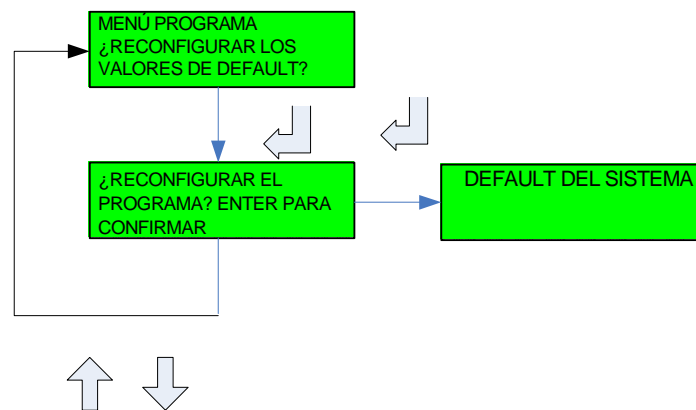 MENÚ PROGRAMA
¿RECONFIGURAR LOS
VALORES DE DEFAULT?
¿RECONFIGURAR EL
PROGRAMA? ENTER PARA
CONFIRMAR
DEFAULT DEL SISTEMA